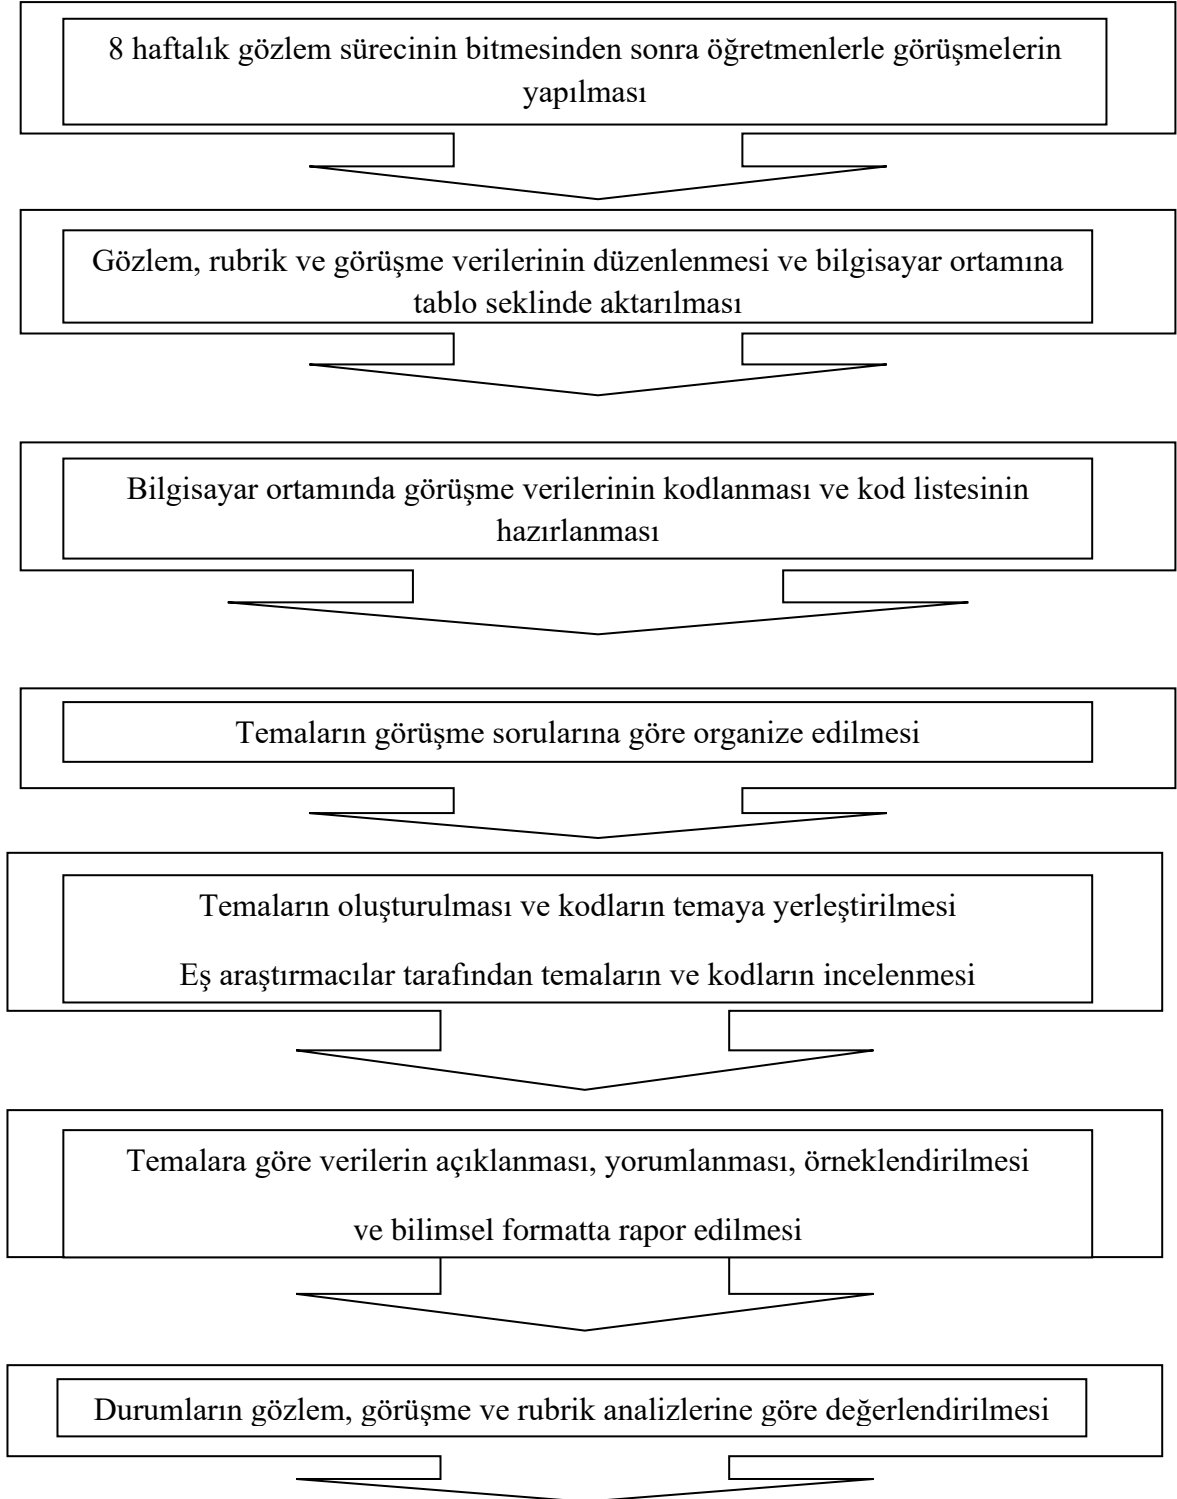 8 haftalık gözlem sürecinin bitmesinden sonra öğretmenlerle görüşmelerin
yapılması
Gözlem, rubrik ve görüşme verilerinin düzenlenmesi ve bilgisayar ortamına
tablo seklinde aktarılması
Bilgisayar ortamında görüşme verilerinin kodlanması ve kod listesinin
hazırlanması
Temaların görüşme sorularına göre organize edilmesi
Temaların oluşturulması ve kodların temaya yerleştirilmesi
Eş araştırmacılar tarafından temaların ve kodların incelenmesi
Temalara göre verilerin açıklanması, yorumlanması, örneklendirilmesi
ve bilimsel formatta rapor edilmesi
Durumların gözlem, görüşme ve rubrik analizlerine göre değerlendirilmesi